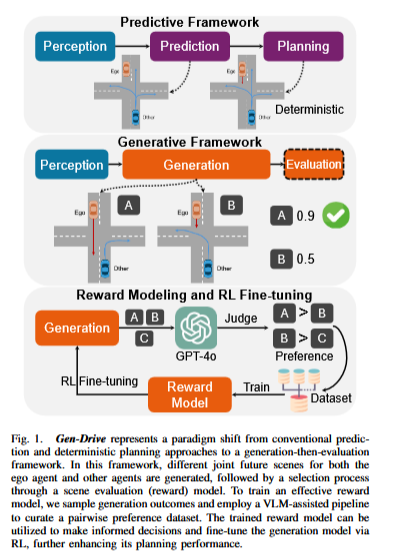 Predictive Framework
Perception
Prediction
Planning
Ego
Other
Ego
Other
Deterministic
Generative Framework
Perception
Generation
Evaluation
Ego
A
Other
Ego
B
Other
A 0.9
B 0.5
Reward Modeling and RL Fine-tuning
Generation
A B
C
GPT-4o
Judge
A > B
B > C
Preference
RL Fine-tuning
Reward
Model
Train
Dataset
Fig. 1. Gen-Drive represents a paradigm shift from conventional predic-
tion and deterministic planning approaches to a generation-then-evaluation
framework. In this framework, different joint future scenes for both the
ego agent and other agents are generated, followed by a selection process
through a scene evaluation (reward) model. To train an effective reward
model, we sample generation outcomes and employ a VLM-assisted pipeline
to curate a pairwise preference dataset. The trained reward model can be
utilized to make informed decisions and fine-tune the generation model via
RL, further enhancing its planning performance.